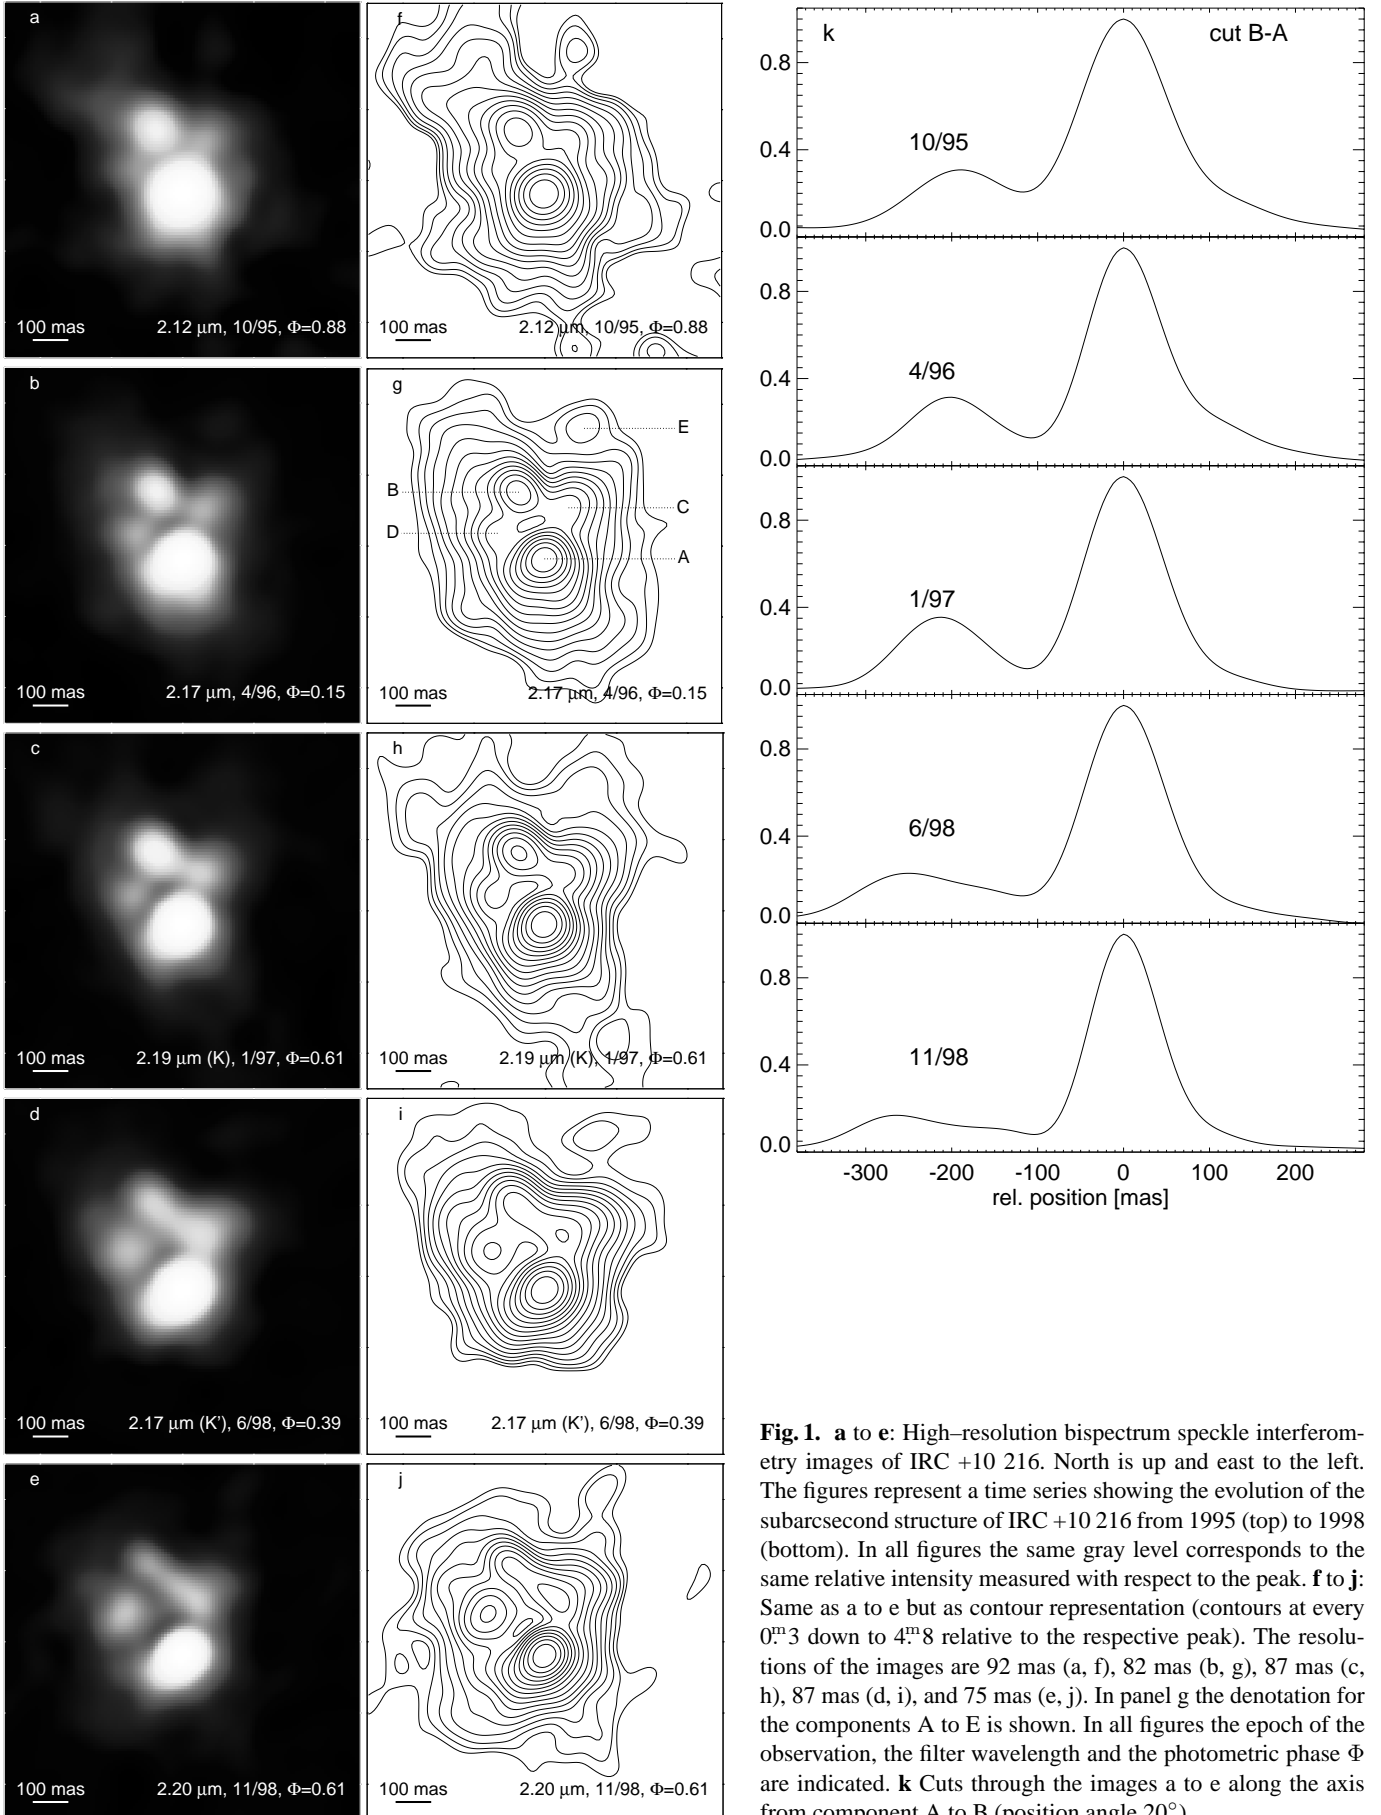 a
100 mas 2.12 μm, 10/95, Φ=0.88
f
100 mas 2.12 μm, 10/95, Φ=0.88
b
100 mas 2.17 μm, 4/96, Φ=0.15
g
E
B
C
D
A
100 mas 2.17 μm, 4/96, Φ=0.15
c
100 mas 2.19 μm (K), 1/97, Φ=0.61
h
100 mas 2.19 μm (K), 1/97, Φ=0.61
d
100 mas 2.17 μm (K'), 6/98, Φ=0.39
i
100 mas 2.17 μm (K'), 6/98, Φ=0.39
e
100 mas 2.20 μm, 11/98, Φ=0.61
j
100 mas 2.20 μm, 11/98, Φ=0.61
k cut B-A
0.8
10/95
0.4
0.0
0.8
4/96
0.4
0.0
0.8
1/97
0.4
0.0
0.8
6/98
0.4
0.0
0.8
11/98
0.4
0.0
-300 -200 -100 0 100 200
rel. position [mas]
Fig. 1. a to e: High–resolution bispectrum speckle interferom-
etry images of IRC +10 216. North is up and east to the left.
The figures represent a time series showing the evolution of the
subarcsecond structure of IRC +10 216 from 1995 (top) to 1998
(bottom). In all figures the same gray level corresponds to the
same relative intensity measured with respect to the peak. f to j:
Same as a to e but as contour representation (contours at every
0.ᵐ3 down to 4.ᵐ8 relative to the respective peak). The resolu-
tions of the images are 92 mas (a, f), 82 mas (b, g), 87 mas (c,
h), 87 mas (d, i), and 75 mas (e, j). In panel g the denotation for
the components A to E is shown. In all figures the epoch of the
observation, the filter wavelength and the photometric phase Φ
are indicated. k Cuts through the images a to e along the axis
from component A to B (position angle 20°)